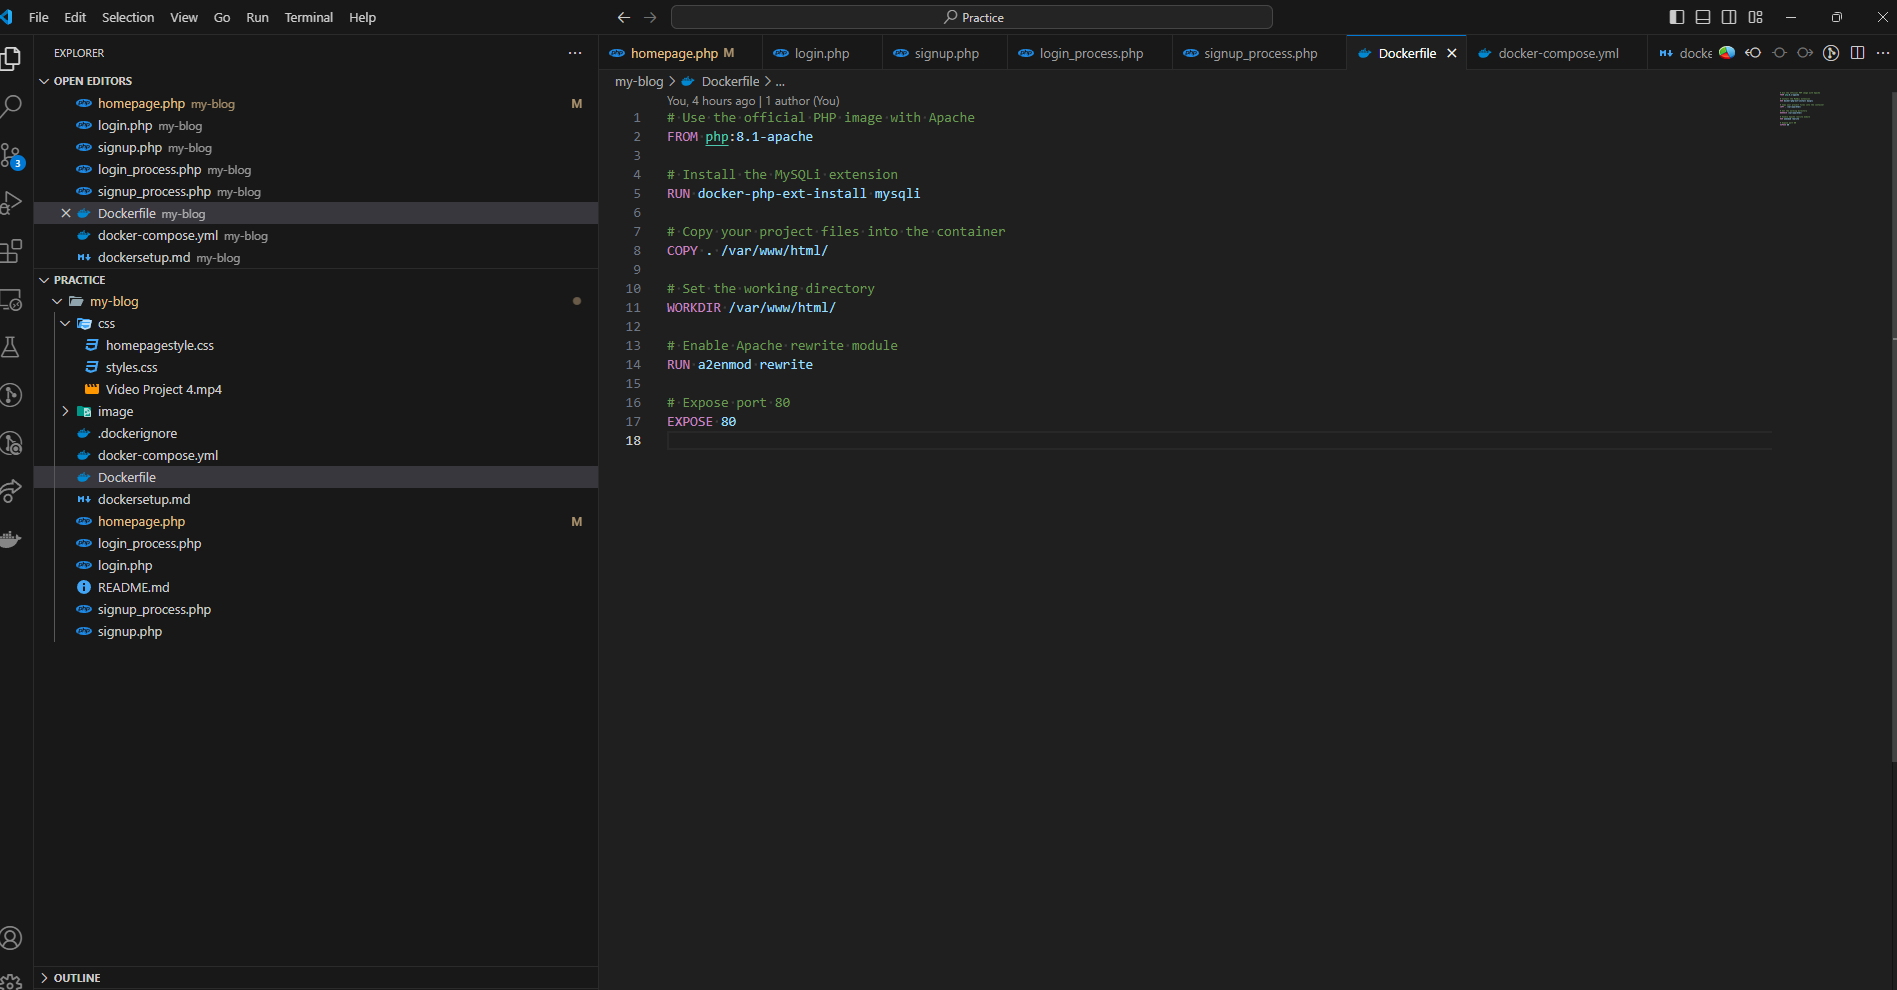 File Edit Selection View Go Run Terminal Help
Practice
EXPLORER
OPEN EDITORS
homepage.php my-blog M
login.php my-blog
signup.php my-blog
login_process.php my-blog
signup_process.php my-blog
Dockerfile my-blog
docker-compose.yml my-blog
dockersetup.md my-blog
PRACTICE
my-blog
css
homepagestyle.css
styles.css
Video Project 4.mp4
image
.dockerignore
docker-compose.yml
Dockerfile
dockersetup.md
homepage.php M
login_process.php
login.php
README.md
signup_process.php
signup.php
OUTLINE
3
homepage.php M login.php signup.php login_process.php signup_process.php Dockerfile docker-compose.yml docke
my-blog > Dockerfile > ...
You, 4 hours ago | 1 author (You)
1 # Use the official PHP image with Apache
2 FROM php:8.1-apache
3
4 # Install the MySQLi extension
5 RUN docker-php-ext-install mysqli
6
7 # Copy your project files into the container
8 COPY . /var/www/html/
9
10 # Set the working directory
11 WORKDIR /var/www/html/
12
13 # Enable Apache rewrite module
14 RUN a2enmod rewrite
15
16 # Expose port 80
17 EXPOSE 80
18